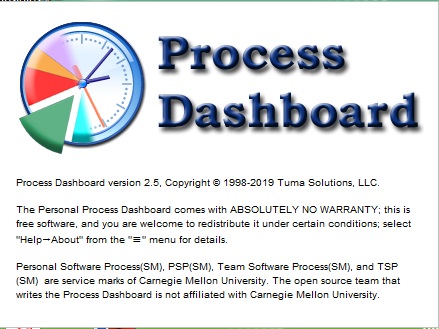 Process
Dashboard
Process Dashboard version 2.5, Copyright © 1998-2019 Tuma Solutions, LLC.
The Personal Process Dashboard comes with ABSOLUTELY NO WARRANTY; this is
free software, and you are welcome to redistribute it under certain conditions; select
"Help→About" from the "≡" menu for details.
Personal Software Process(SM), PSP(SM), Team Software Process(SM), and TSP
(SM)  are service marks of Carnegie Mellon University. The open source team that
writes the Process Dashboard is not affiliated with Carnegie Mellon University.